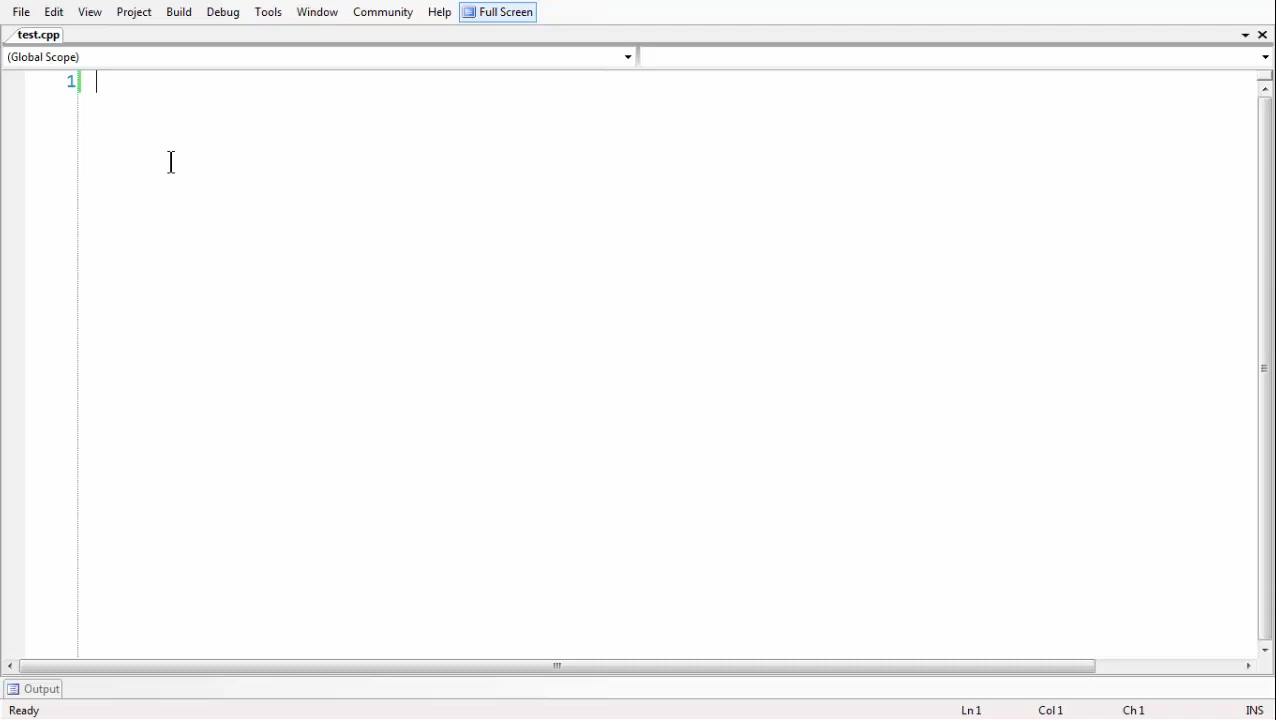 File Edit View Project Build Debug Tools Window Community Help Full Screen
test.cpp
(Global Scope)
1
Output
Ready Ln 1 Col 1 Ch 1 INS